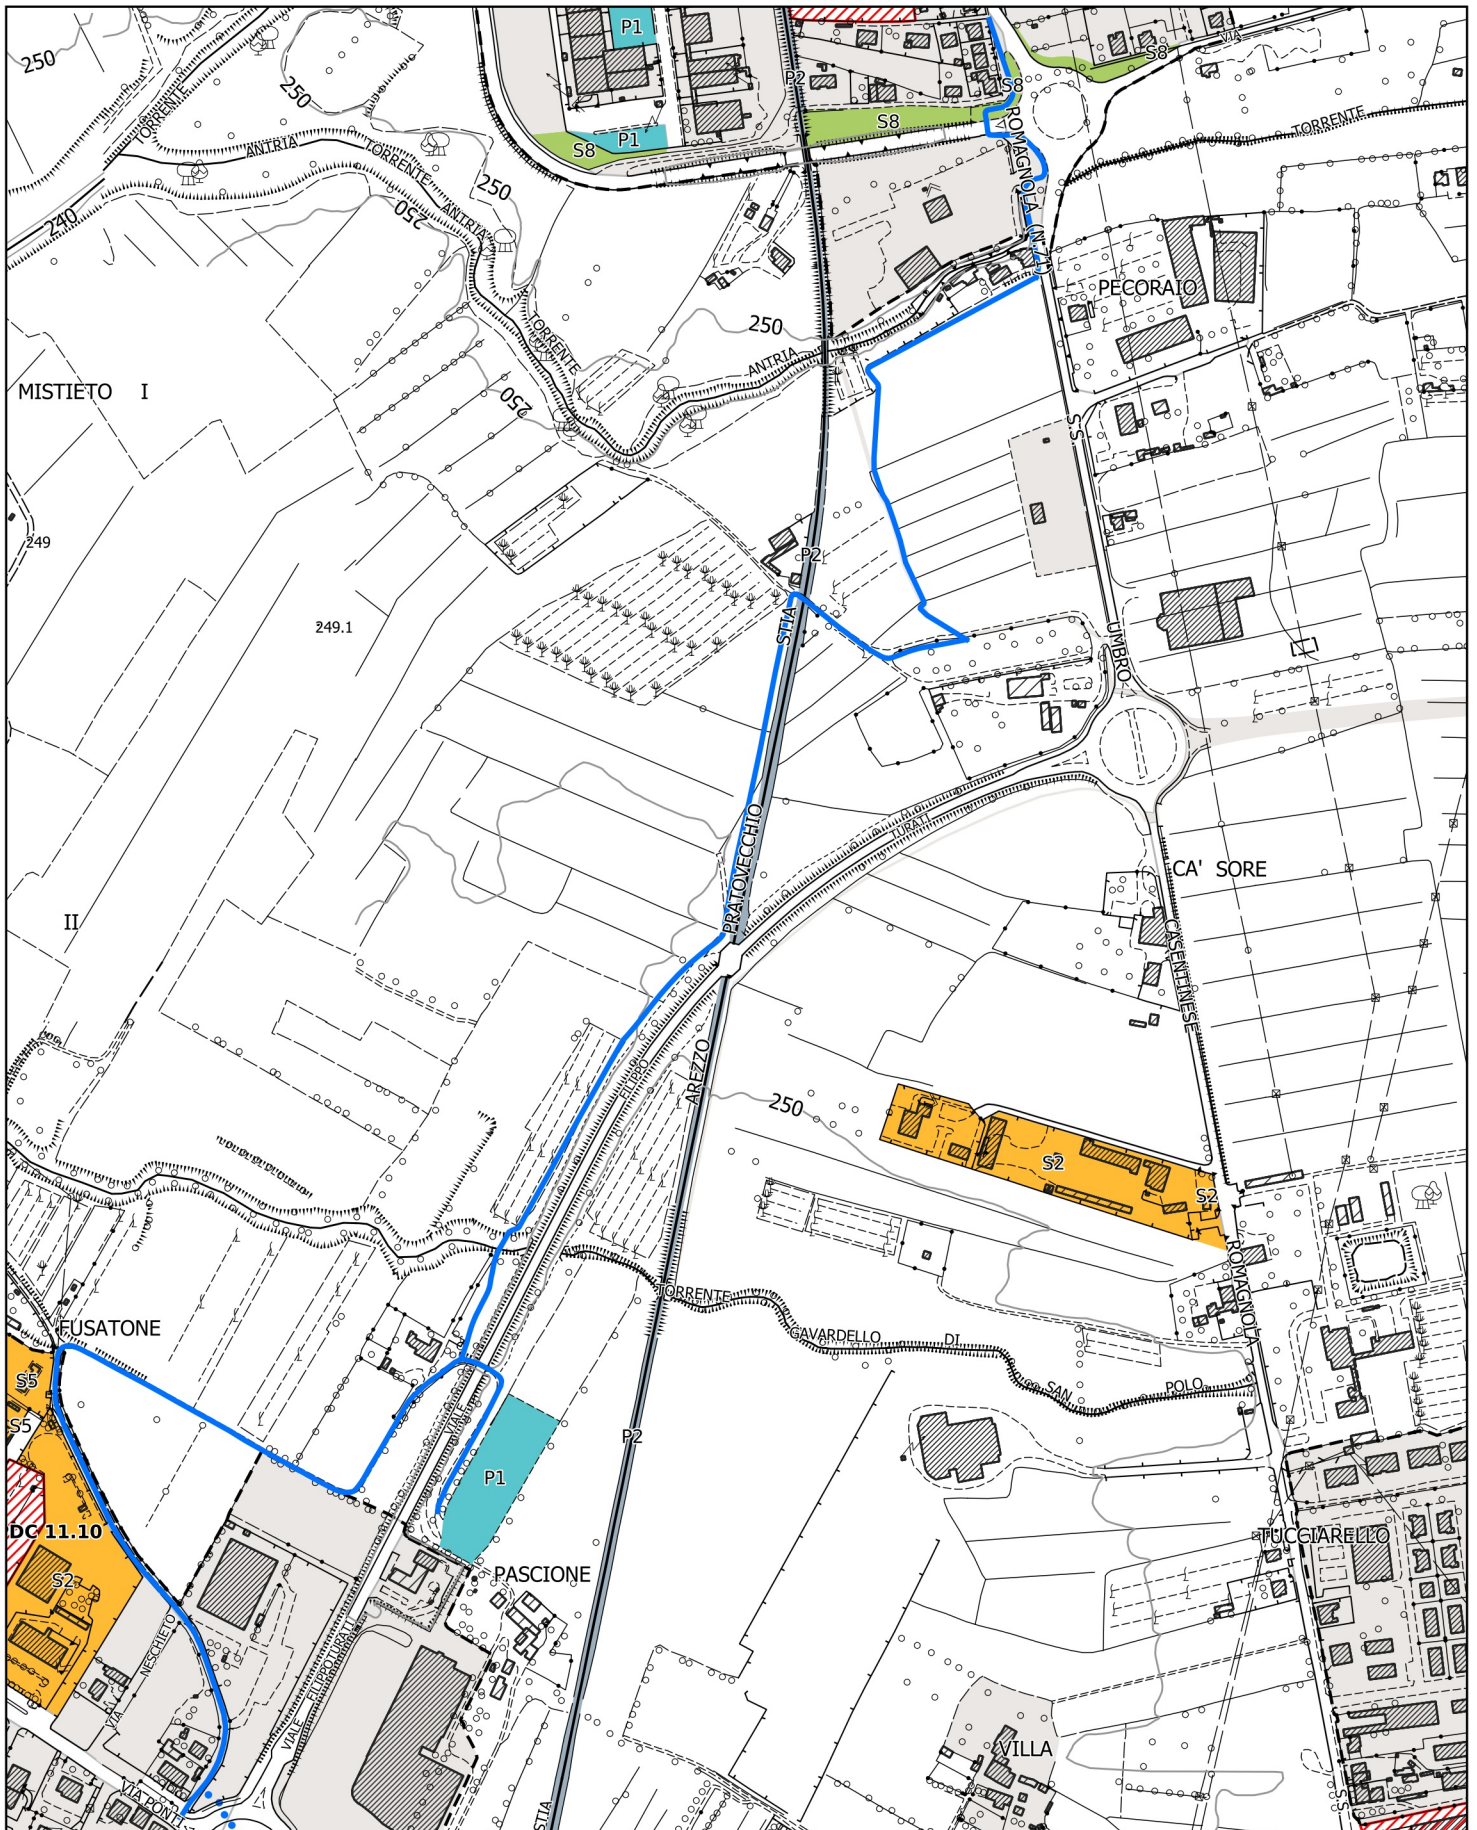 P1
250
P2
S8
VIA
S8
250
TORRENTE
S8
P1
S8
TORRENTE
ANTRIA
TORRENTE
ROMAGNOLA (N.71)
250
ANTRIA
250
240
PECORAIO
250
TORRENTE
ANTRIA
MISTIETO I
250
S.S.
249
P2
249.1
STIA
UMBRO
PRATOVECCHIO
TURATI
CA' SORE
II
CASENTINESE
FILIPPO
AREZZO
250
S2
S2
ROMAGNOLA
TORRENTE
FUSATONE
GAVARDELLO
DI
S5
SAN
POLO
S5
VIALE
P2
P1
DC 11.10
TUCCIARELLO
S2
PASCIONE
NESCHIETO
VIA
VIALE FILIPPO TURATI
VILLA
VIA PONT
STIA
S.S.